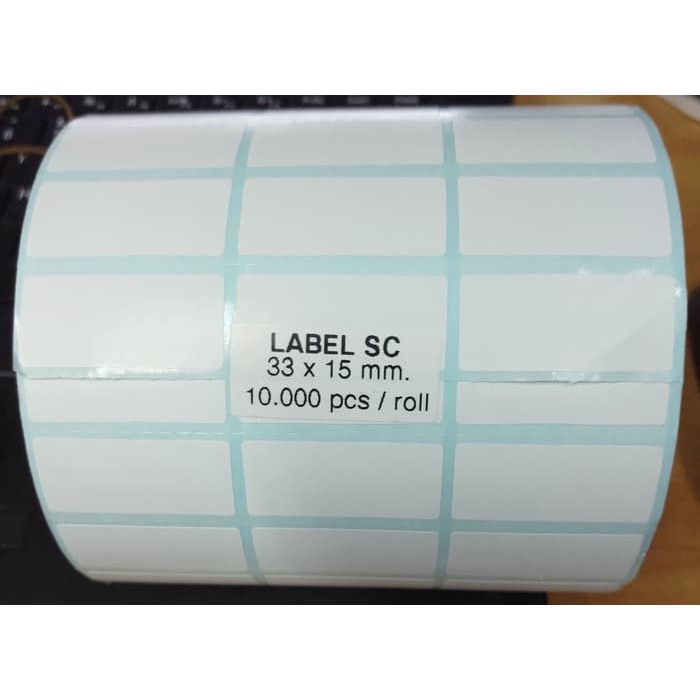 LABEL SC
33 x 15 mm.
10.000 pcs / roll